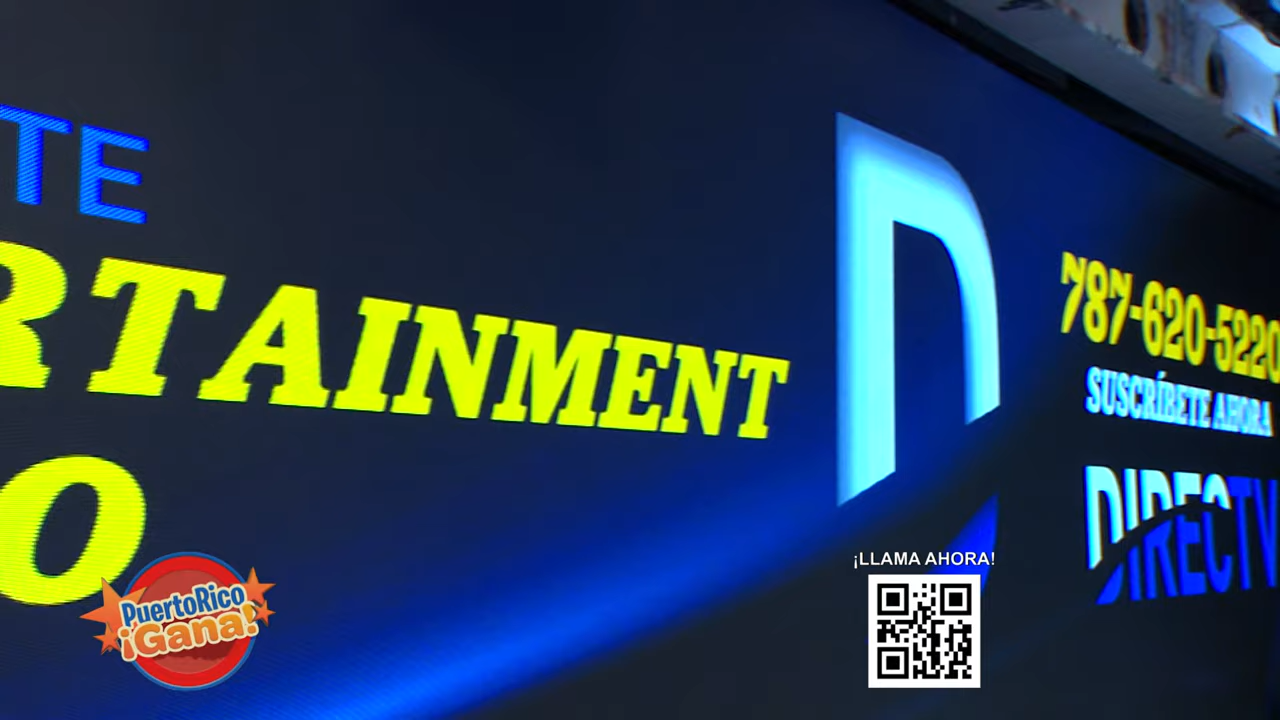 TE
RTAINMENT
O
D
787-620-5220
SUSCRÍBETE AHORA
DIRECTV
¡LLAMA AHORA!
PuertoRico
¡Gana!